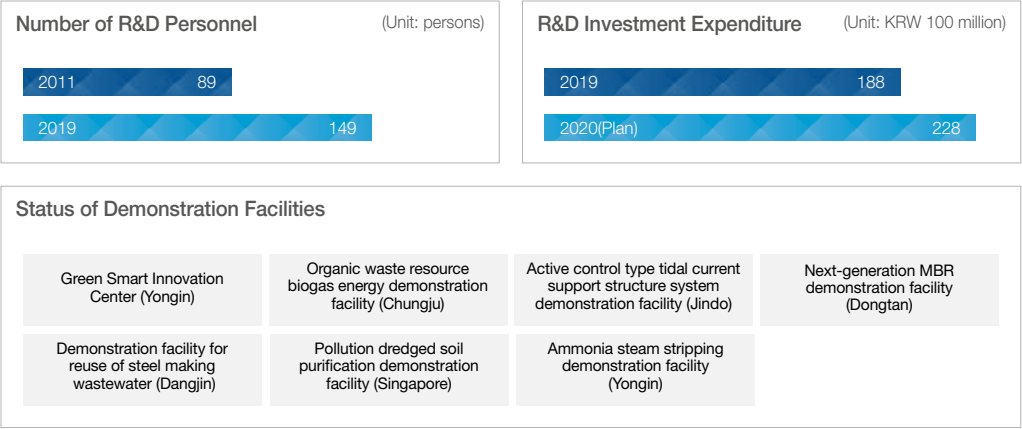 Number of R&D Personnel (Unit: persons)
2011 89
2019 149
R&D Investment Expenditure (Unit: KRW 100 million)
2019 188
2020(Plan) 228
Status of Demonstration Facilities
Green Smart Innovation
Center (Yongin)
Organic waste resource
biogas energy demonstration
facility (Chungju)
Active control type tidal current
support structure system
demonstration facility (Jindo)
Next-generation MBR
demonstration facility
(Dongtan)
Demonstration facility for
reuse of steel making
wastewater (Dangjin)
Pollution dredged soil
purification demonstration
facility (Singapore)
Ammonia steam stripping
demonstration facility
(Yongin)